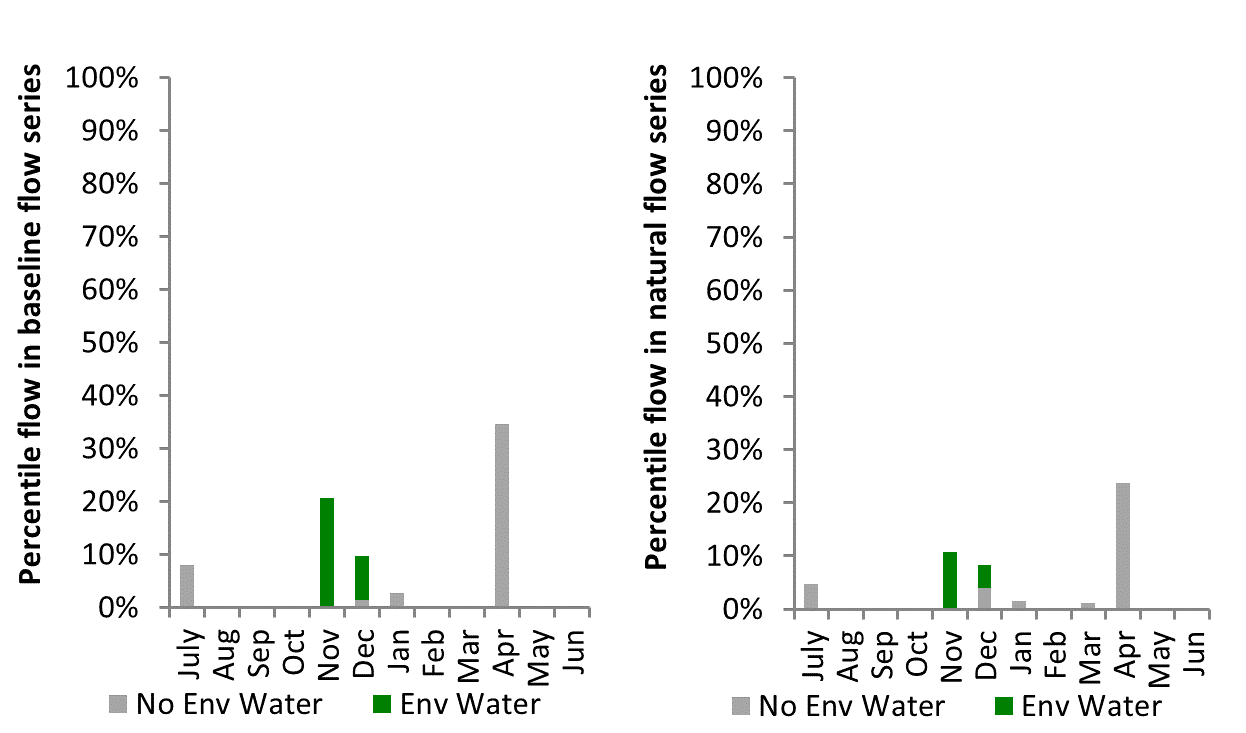 Percentile flow in baseline flow series
100%
90%
80%
70%
60%
50%
40%
30%
20%
10%
0%
July
Aug
Sep
Oct
Nov
Dec
Jan
Feb
Mar
Apr
May
Jun
No Env Water
Env Water
Percentile flow in natural flow series
100%
90%
80%
70%
60%
50%
40%
30%
20%
10%
0%
July
Aug
Sep
Oct
Nov
Dec
Jan
Feb
Mar
Apr
May
Jun
No Env Water
Env Water